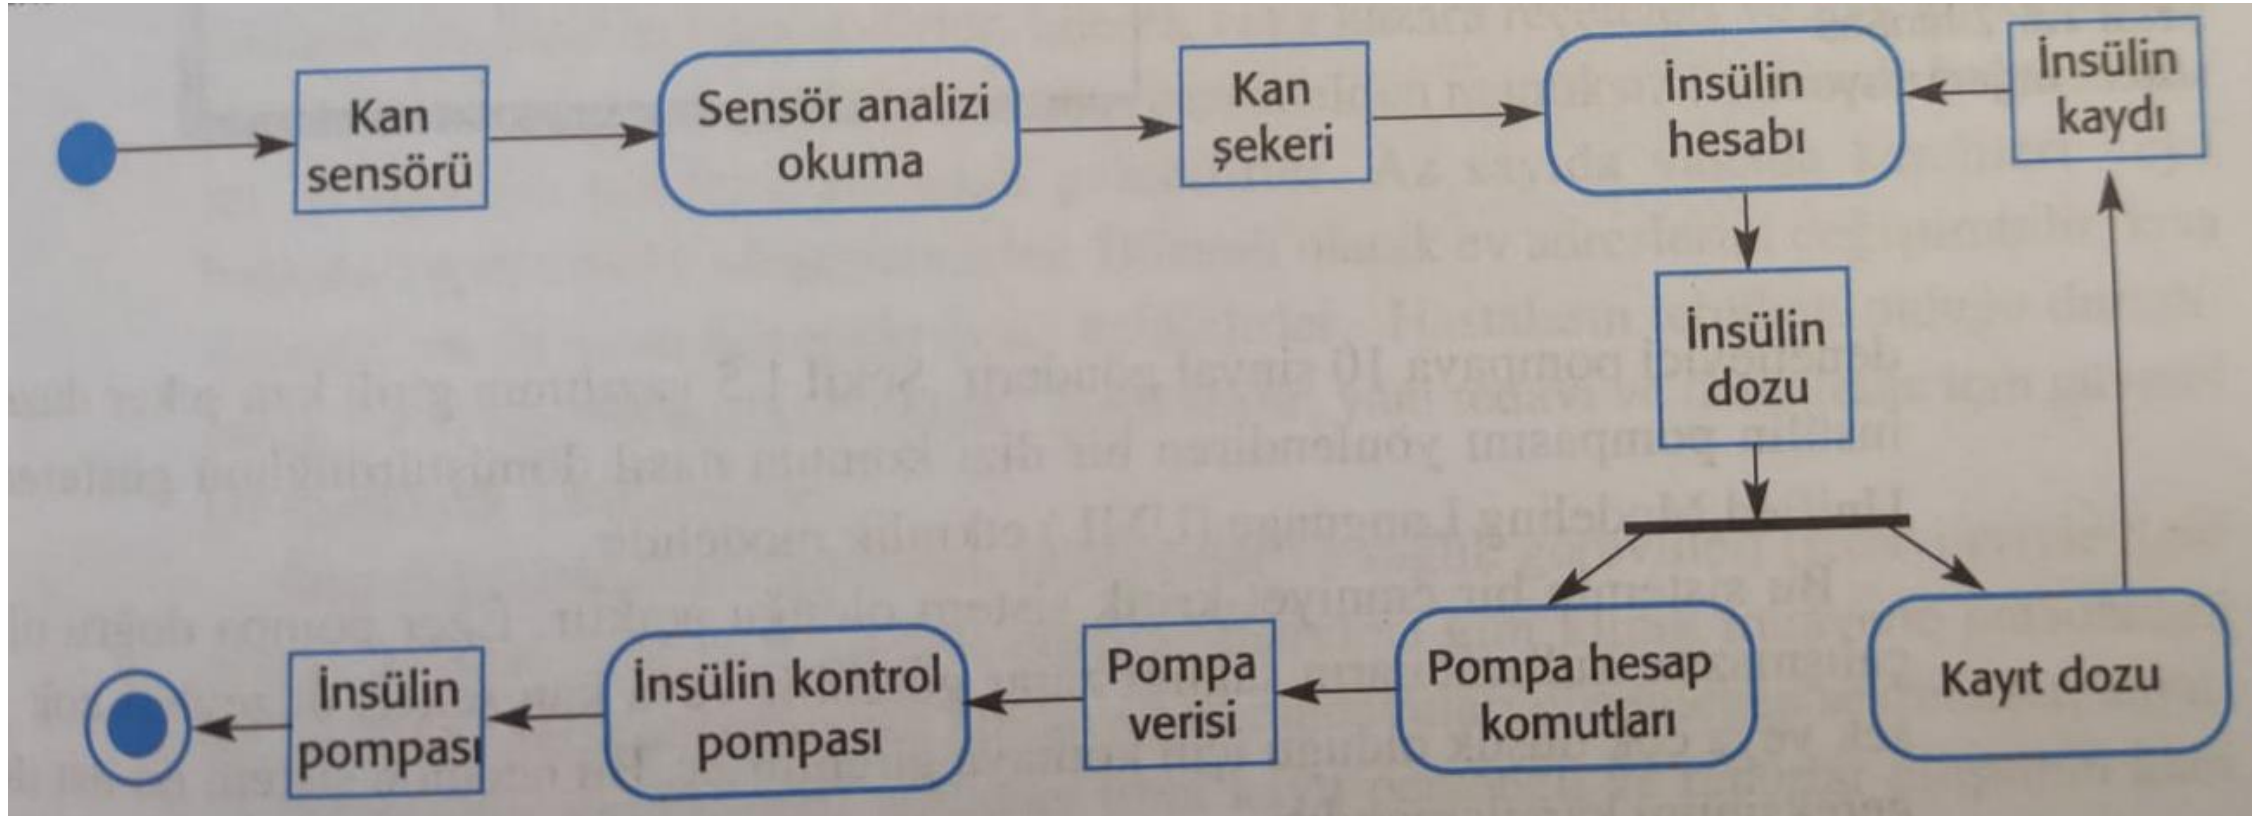 Kan
sensörü
Sensör analizi
okuma
Kan
şekeri
İnsülin
hesabı
İnsülin
kaydı
İnsülin
dozu
Kayıt dozu
Pompa hesap
komutları
Pompa
verisi
İnsülin kontrol
pompası
İnsülin
pompası